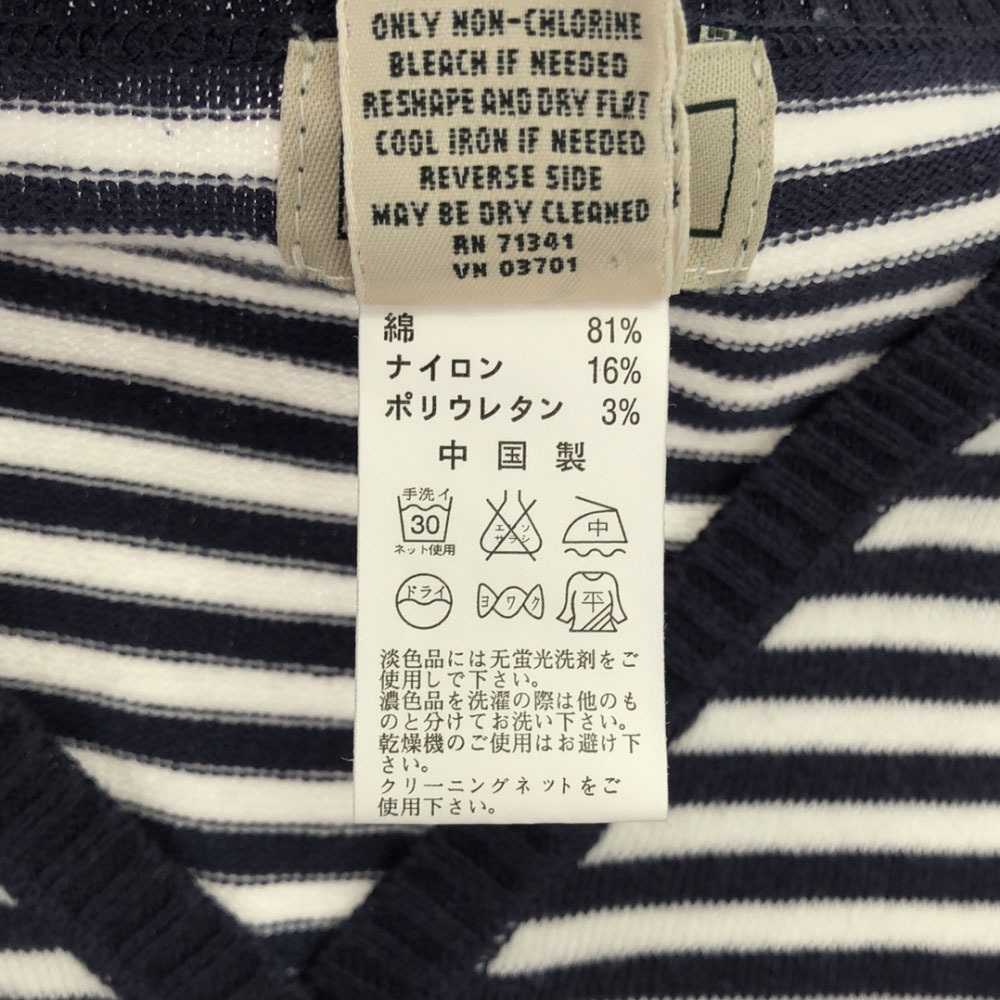 ONLY NON-CHLORINE
BLEACH IF NEEDED
RESHAPE AND DRY FLAT
COOL IRON IF NEEDED
REVERSE SIDE
MAY BE DRY CLEANED
RN 71341
VN 03701
綿 81%
ナイロン 16%
ポリウレタン 3%
中国製
手洗イ
30
ネット使用
エンソ
サラシ
中
ドライ
ヨワク
平
淡色品には无蛍光洗剤をご
使用しで下さい。
濃色品を洗濯の際は他のも
のと分けてお洗い下さい。
乾燥機のご使用はお避け下
さい。
クリーニングネットをご
使用下さい。